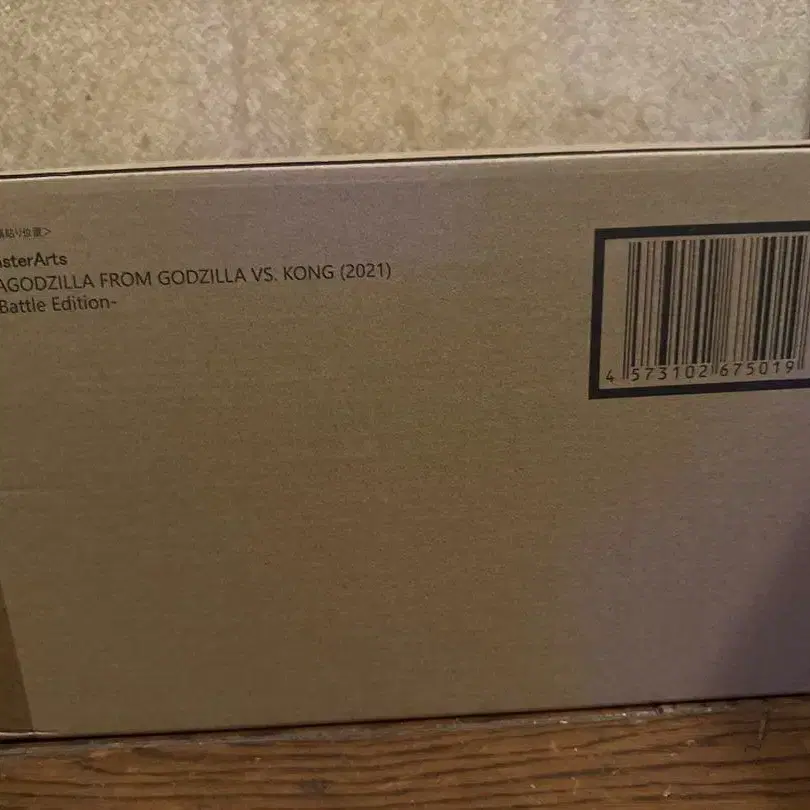 貼り位置>
sterArts
AGODZILLA FROM GODZILLA VS. KONG (2021)
Battle Edition-
4 573102 675019